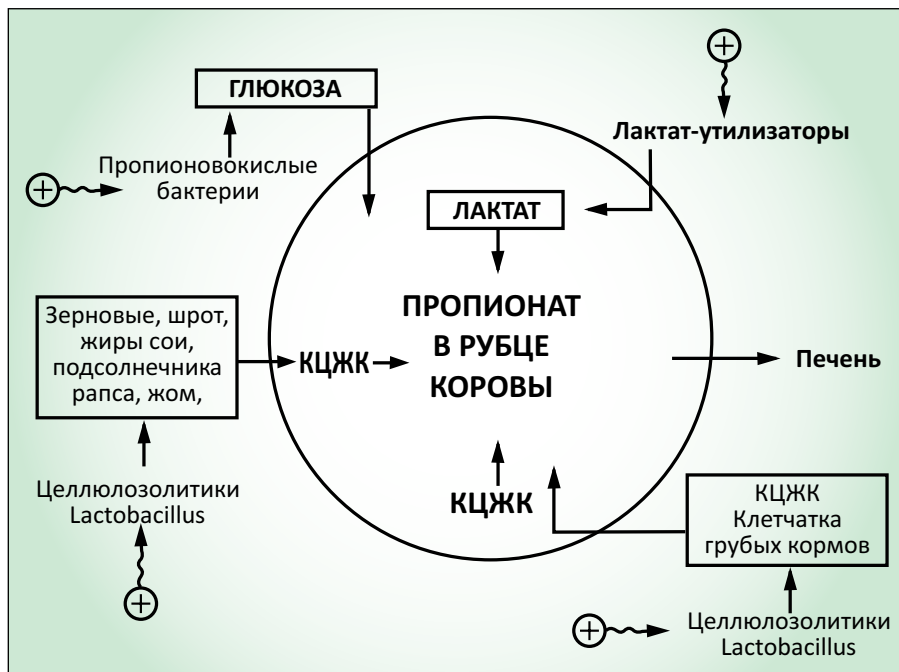 ГЛЮКОЗА
Пропионовокислые
бактерии
Лактат-утилизаторы
ЛАКТАТ
Зерновые, шрот,
жиры сои,
подсолнечника
рапса, жом,
КЦЖК
ПРОПИОНАТ
В РУБЦЕ
КОРОВЫ
Печень
Целлюлозолитики
Lactobacillus
КЦЖК
КЦЖК
Клетчатка
грубых кормов
Целлюлозолитики
Lactobacillus